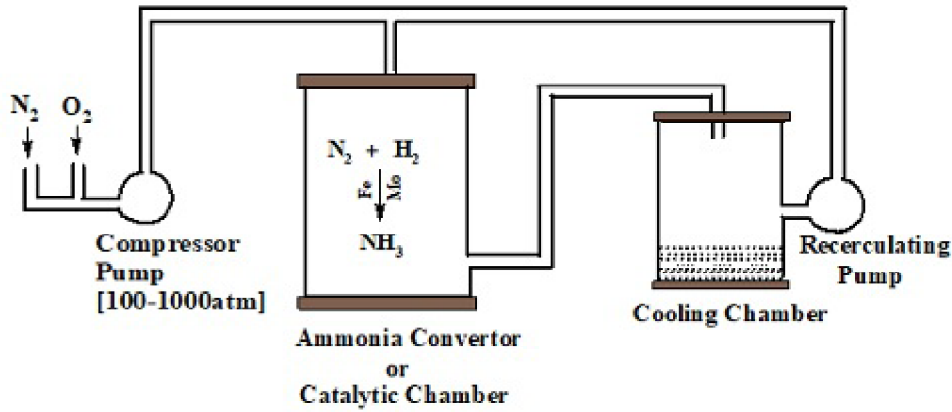 N₂ O₂
Compressor
Pump
[100-1000atm]
N₂ + H₂
Fe Mo
NH₃
Ammonia Convertor
or
Catalytic Chamber
Cooling Chamber
Recerculating
Pump